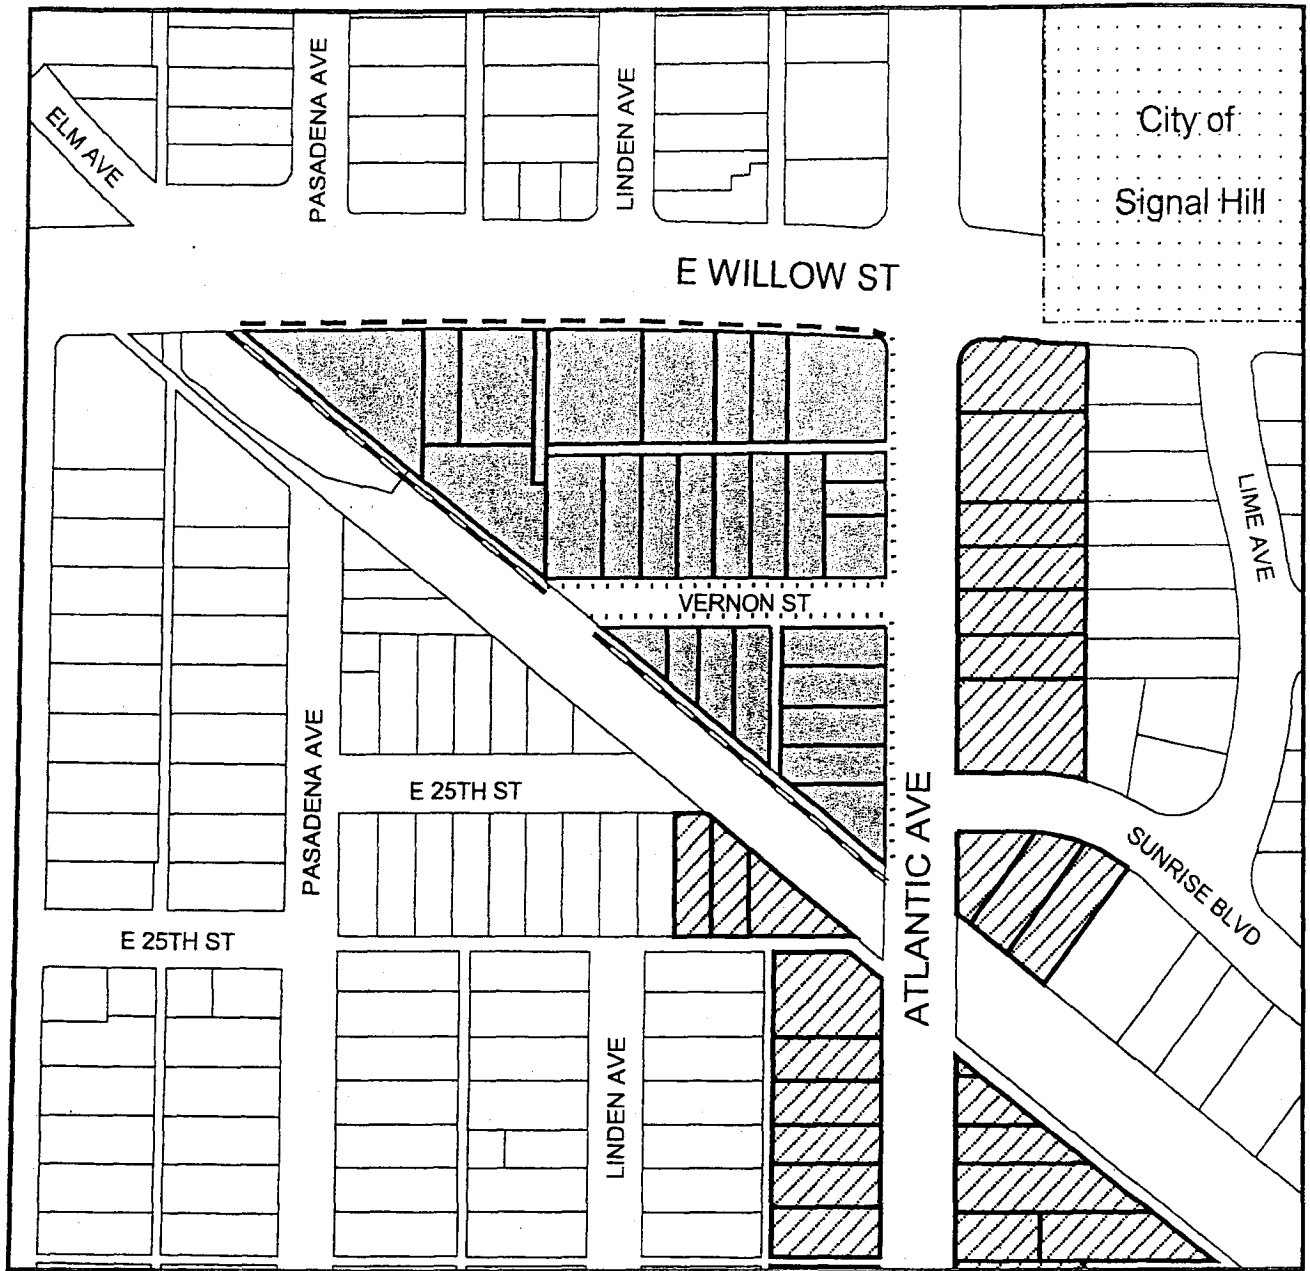 PASADENA AVE
LINDEN AVE
City of
Signal Hill
ELM AVE
E WILLOW ST
LIME AVE
VERNON ST
PASADENA AVE
E 25TH ST
ATLANTIC AVE
SUNRISE BLVD
E 25TH ST
LINDEN AVE